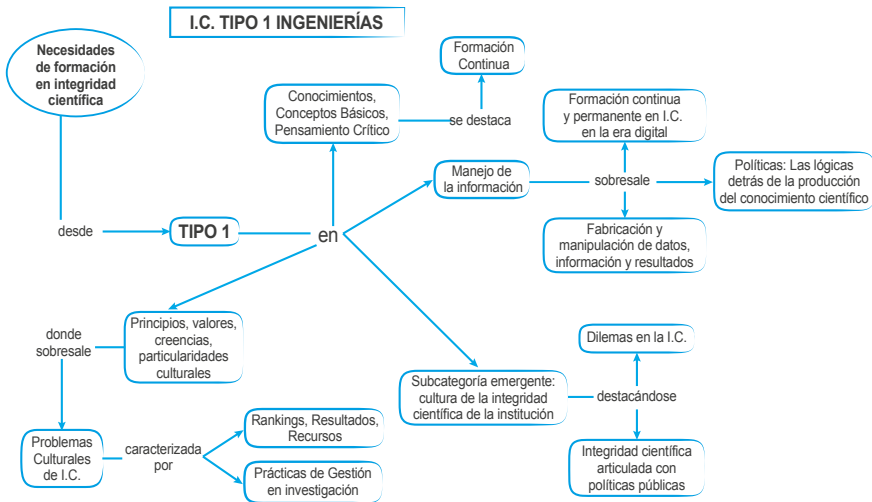 I.C. TIPO 1 INGENIERÍAS
Necesidades
de formación
en integridad
científica
desde
TIPO 1
en
Conocimientos,
Conceptos Básicos,
Pensamiento Crítico
se destaca
Formación
Continua
Manejo de
la información
sobresale
Formación continua
y permanente en I.C.
en la era digital
Políticas: Las lógicas
detrás de la producción
del conocimiento científico
Fabricación y
manipulación de datos,
información y resultados
Principios, valores,
creencias,
particularidades
culturales
donde
sobresale
Problemas
Culturales
de I.C.
caracterizada
por
Rankings, Resultados,
Recursos
Prácticas de Gestión
en investigación
Subcategoría emergente:
cultura de la integridad
científica de la institución
destacándose
Dilemas en la I.C.
Integridad científica
articulada con
políticas públicas